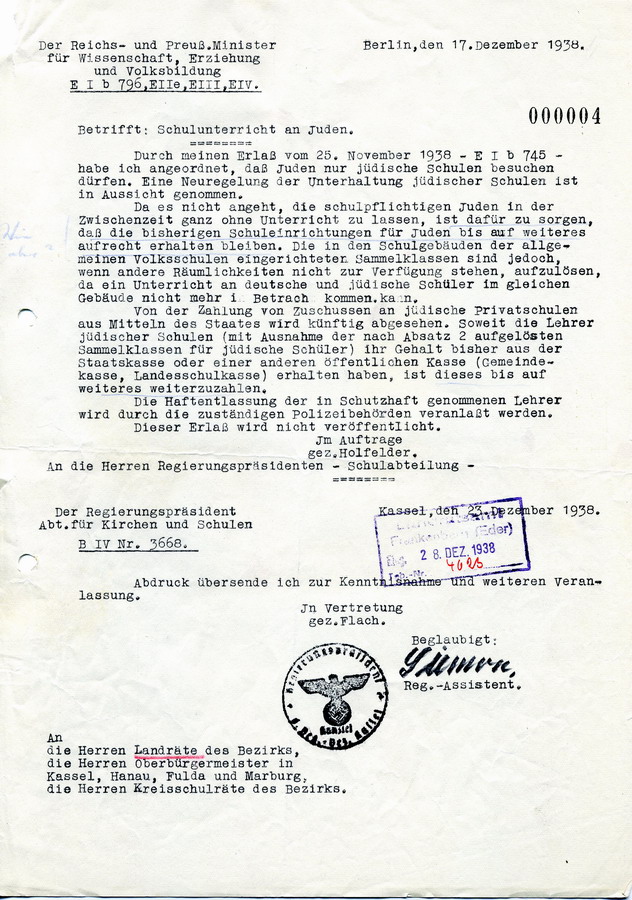 Der Reichs- und Preuß.Minister
für Wissenschaft, Erziehung
und Volksbildung
E I b 796,EIIe,EIII,EIV.
Berlin,den 17.Dezember 1938.
000004
Betrifft: Schulunterricht an Juden.
========
Durch meinen Erlaß vom 25. November 1938 - E I b 745 -
habe ich angeordnet, daß Juden nur jüdische Schulen besuchen
dürfen. Eine Neuregelung der Unterhaltung jüdischer Schulen ist
in Aussicht genommen.
Da es nicht angeht, die schulpflichtigen Juden in der
Zwischenzeit ganz ohne Unterricht zu lassen, ist dafür zu sorgen,
daß die bisherigen Schuleinrichtungen für Juden bis auf weiteres
aufrecht erhalten bleiben. Die in den Schulgebäuden der allge-
meinen Volksschulen eingerichteten Sammelklassen sind jedoch,
wenn andere Räumlichkeiten nicht zur Verfügung stehen, aufzulösen,
da ein Unterricht an deutsche und jüdische Schüler im gleichen
Gebäude nicht mehr i. Betrach kommen.kann.
Von der Zahlung von Zuschussen an jüdische Privatschulen
aus Mitteln des Staates wird künftig abgesehen. Soweit die Lehrer
jüdischer Schulen (mit Ausnahme der nach Absatz 2 aufgelösten
Sammelklassen für jüdische Schüler) ihr Gehalt bisher aus der
Staatskasse oder einer anderen öffentlichen Kasse (Gemeinde-
kasse, Landesschulkasse) erhalten haben, ist dieses bis auf
weiteres weiterzuzahlen.
Die Haftentlassung der in Schutzhaft genommenen Lehrer
wird durch die zuständigen Polizeibehörden veranlaßt werden.
Dieser Erlaß wird nicht veröffentlicht.
Jm Auftrage
gez.Holfelder.
An die Herren Regierungspräsidenten - Schulabteilung -
========
Der Regierungspräsident
Abt.für Kirchen und Schulen
B IV Nr. 3668.
Kassel,den 23.Dezember 1938.
Frankenberg (Eder)
Eing. 28. DEZ. 1938
Tgb.-Nr. 4623
Abdruck übersende ich zur Kenntnisnahme und weiteren Veran-
lassung.
Jn Vertretung
gez.Flach.
Beglaubigt:
Reg.-Assistent.
Regierungspräsident
Kassel
An
die Herren Landräte des Bezirks,
die Herren Oberbürgermeister in
Kassel, Hanau, Fulda und Marburg,
die Herren Kreisschulräte des Bezirks.